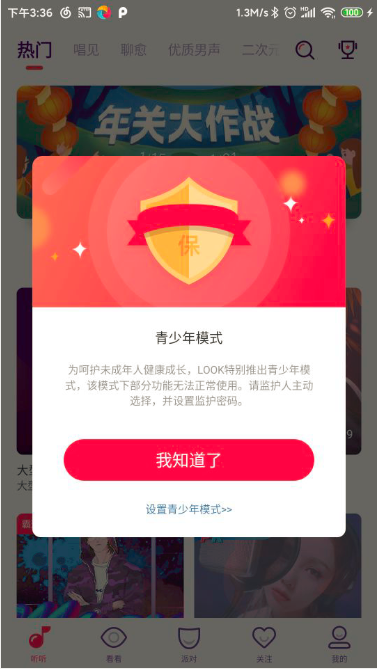 下午3:36
1.3M/s
100
热门 唱见 聊愈 优质男声 二次元
年关大作战
保
青少年模式
为呵护未成年人健康成长，LOOK特别推出青少年模
式，该模式下部分功能无法正常使用。请监护人主动
选择，并设置监护密码。
我知道了
设置青少年模式>>
听听 看看 派对 关注 我的